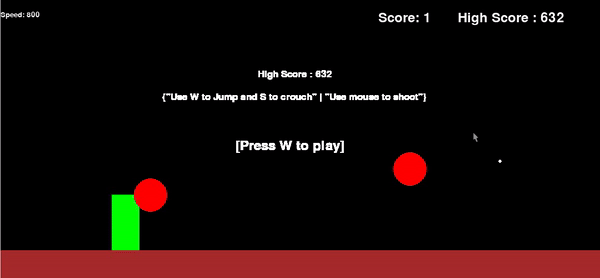 Speed: 800
Score: 1 High Score : 632
High Score : 632
{"Use W to Jump and S to crouch" | "Use mouse to shoot"}
[Press W to play]